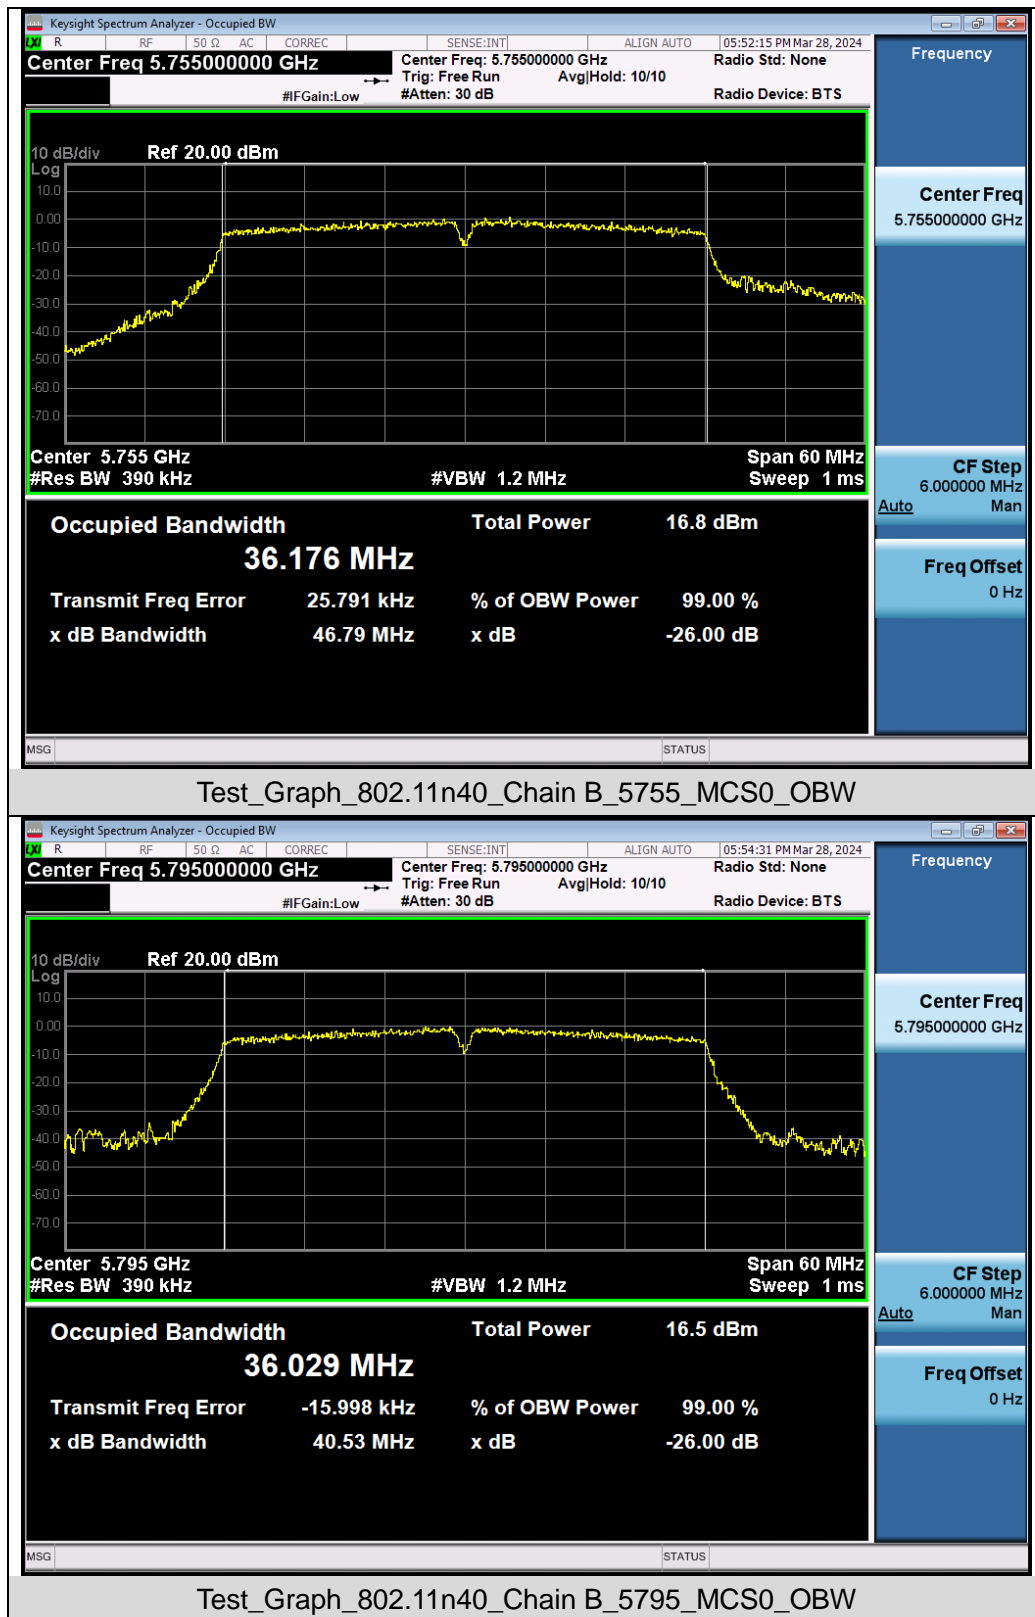 Keysight Spectrum Analyzer - Occupied BW
LXI R RF 50 Ω AC CORREC SENSE:INT ALIGN AUTO 05:52:15 PM Mar 28, 2024
Center Freq 5.755000000 GHz
Center Freq: 5.755000000 GHz Radio Std: None
Trig: Free Run Avg|Hold: 10/10
#IFGain:Low #Atten: 30 dB Radio Device: BTS
Frequency
10 dB/div Ref 20.00 dBm
Log
10.0
0.00
-10.0
-20.0
-30.0
-40.0
-50.0
-60.0
-70.0
Center Freq
5.755000000 GHz
Center 5.755 GHz Span 60 MHz
#Res BW 390 kHz #VBW 1.2 MHz Sweep 1 ms
CF Step
6.000000 MHz
Auto Man
Occupied Bandwidth Total Power 16.8 dBm
36.176 MHz
Freq Offset
0 Hz
Transmit Freq Error 25.791 kHz % of OBW Power 99.00 %
x dB Bandwidth 46.79 MHz x dB -26.00 dB
MSG STATUS
Test_Graph_802.11n40_Chain B_5755_MCS0_OBW
Keysight Spectrum Analyzer - Occupied BW
LXI R RF 50 Ω AC CORREC SENSE:INT ALIGN AUTO 05:54:31 PM Mar 28, 2024
Center Freq 5.795000000 GHz
Center Freq: 5.795000000 GHz Radio Std: None
Trig: Free Run Avg|Hold: 10/10
#IFGain:Low #Atten: 30 dB Radio Device: BTS
Frequency
10 dB/div Ref 20.00 dBm
Log
10.0
0.00
-10.0
-20.0
-30.0
-40.0
-50.0
-60.0
-70.0
Center Freq
5.795000000 GHz
Center 5.795 GHz Span 60 MHz
#Res BW 390 kHz #VBW 1.2 MHz Sweep 1 ms
CF Step
6.000000 MHz
Auto Man
Occupied Bandwidth Total Power 16.5 dBm
36.029 MHz
Freq Offset
0 Hz
Transmit Freq Error -15.998 kHz % of OBW Power 99.00 %
x dB Bandwidth 40.53 MHz x dB -26.00 dB
MSG STATUS
Test_Graph_802.11n40_Chain B_5795_MCS0_OBW